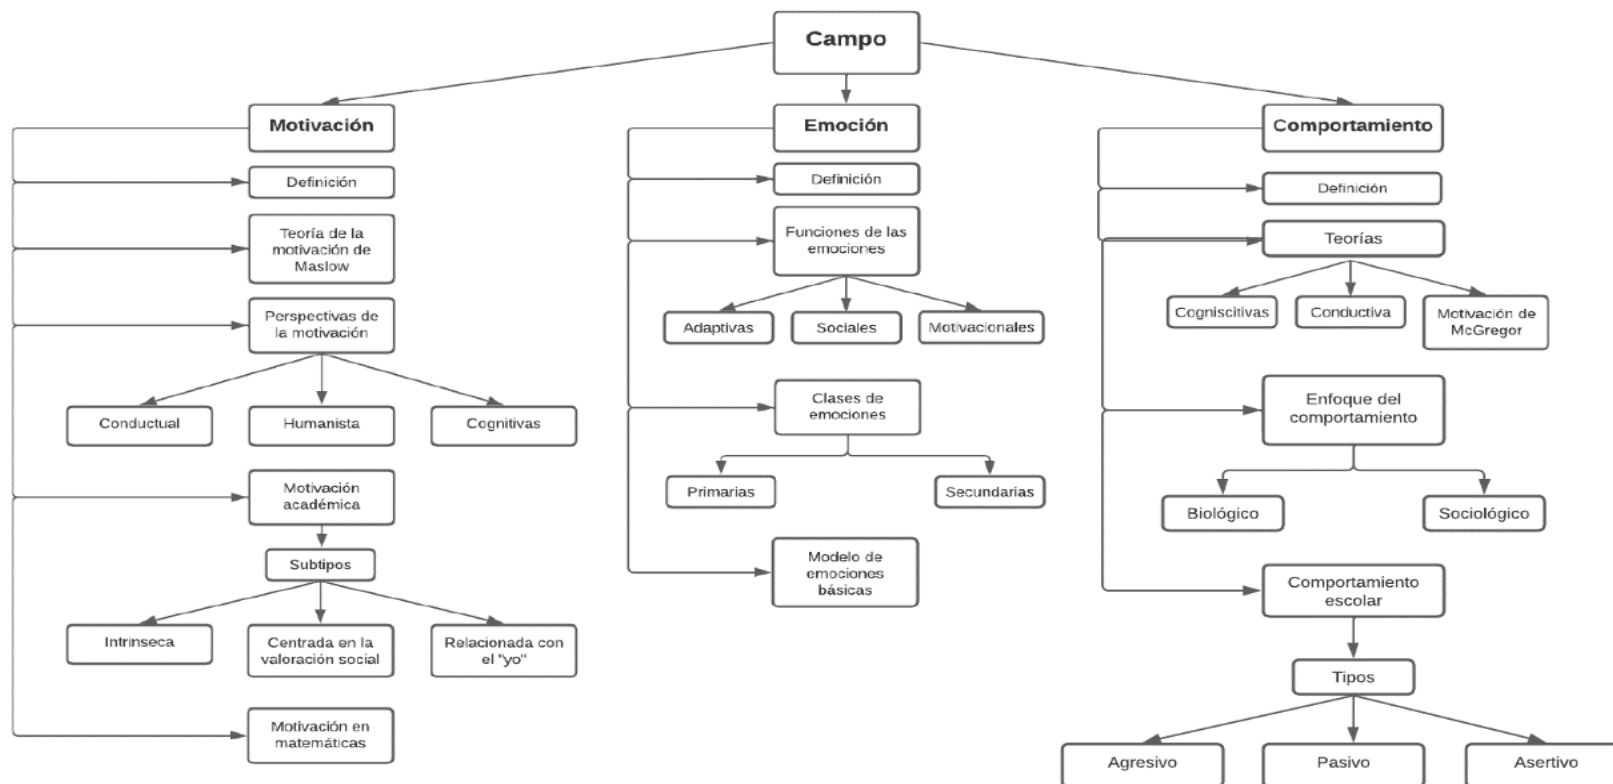 Campo
Motivación
Definición
Teoría de la
motivación de
Maslow
Perspectivas de
la motivación
Conductual
Humanista
Cognitivas
Motivación
académica
Subtipos
Intrínseca
Centrada en la
valoración social
Relacionada con
el "yo"
Motivación en
matemáticas
Emoción
Definición
Funciones de las
emociones
Adaptivas
Sociales
Motivacionales
Clases de
emociones
Primarias
Secundarias
Modelo de
emociones
básicas
Comportamiento
Definición
Teorías
Cogniscitivas
Conductiva
Motivación de
McGregor
Enfoque del
comportamiento
Biológico
Sociológico
Comportamiento
escolar
Tipos
Agresivo
Pasivo
Asertivo